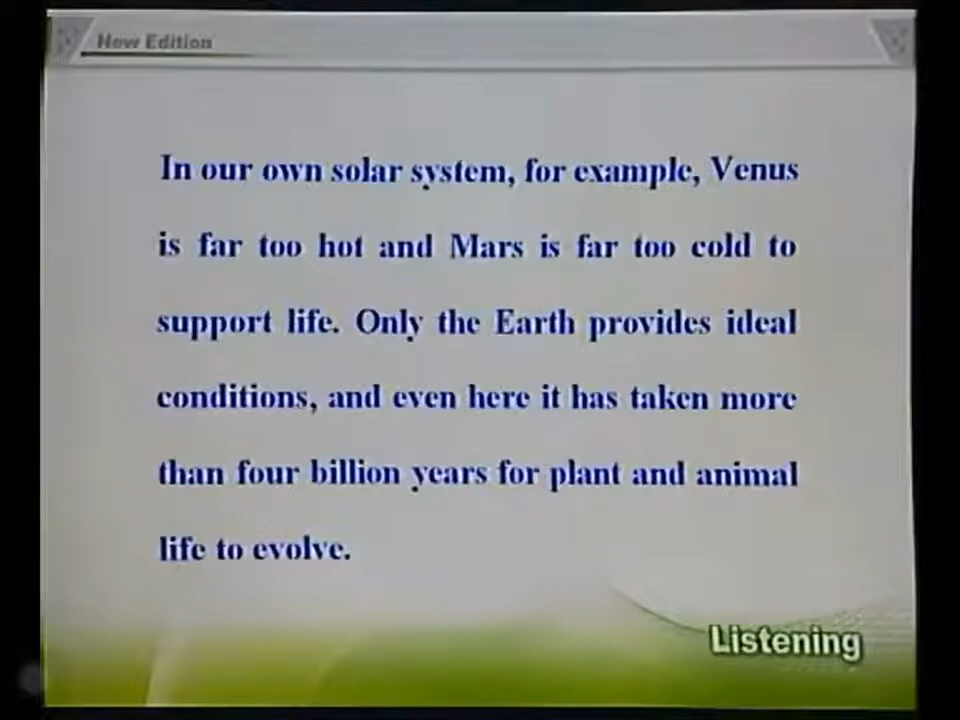 New Edition
In our own solar system, for example, Venus
is far too hot and Mars is far too cold to
support life. Only the Earth provides ideal
conditions, and even here it has taken more
than four billion years for plant and animal
life to evolve.
Listening